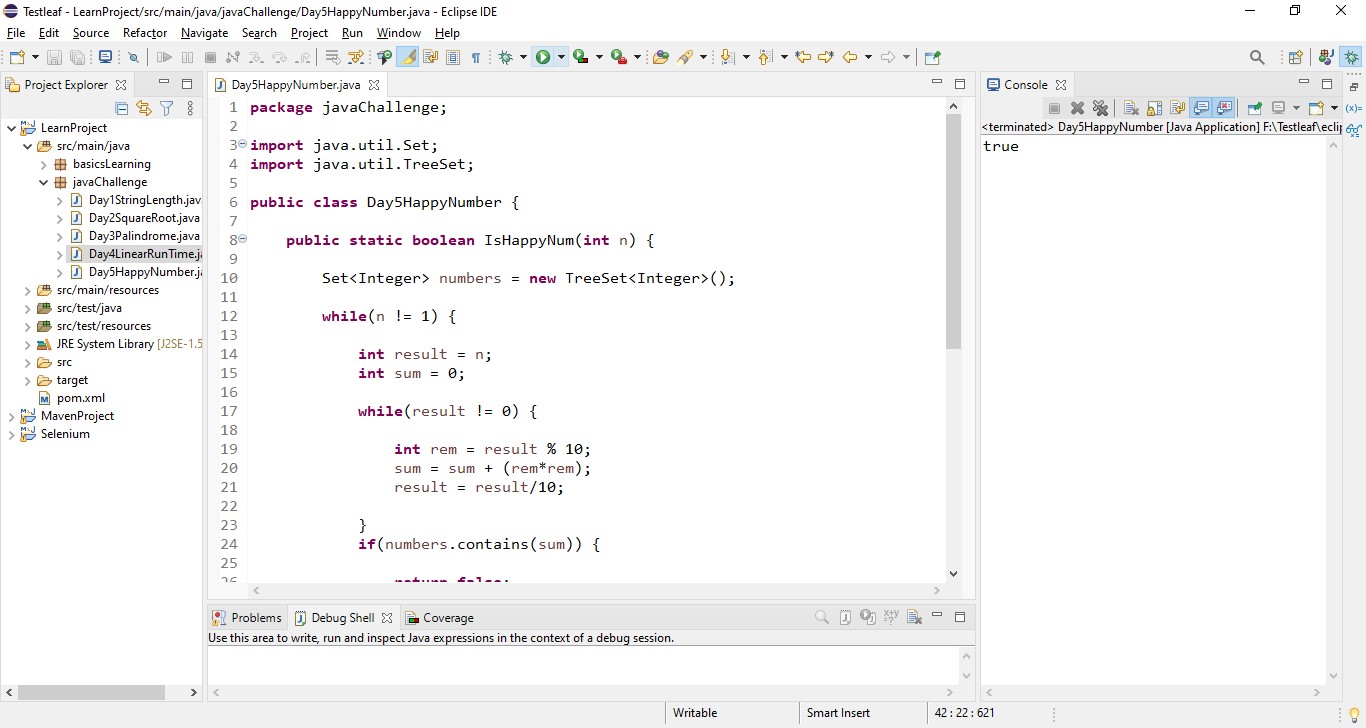 Testleaf - LearnProject/src/main/java/javaChallenge/Day5HappyNumber.java - Eclipse IDE
File Edit Source Refactor Navigate Search Project Run Window Help
Project Explorer
LearnProject
src/main/java
basicsLearning
javaChallenge
Day1StringLength.jav
Day2SquareRoot.java
Day3Palindrome.java
Day4LinearRunTime.ja
Day5HappyNumber.ja
src/main/resources
src/test/java
src/test/resources
JRE System Library [J2SE-1.5
src
target
pom.xml
MavenProject
Selenium
Day5HappyNumber.java
1 package javaChallenge;
2
3 import java.util.Set;
4 import java.util.TreeSet;
5
6 public class Day5HappyNumber {
7
8 public static boolean IsHappyNum(int n) {
9
10 Set<Integer> numbers = new TreeSet<Integer>();
11
12 while(n != 1) {
13
14 int result = n;
15 int sum = 0;
16
17 while(result != 0) {
18
19 int rem = result % 10;
20 sum = sum + (rem*rem);
21 result = result/10;
22
23 }
24 if(numbers.contains(sum)) {
25
26 return false;
Problems Debug Shell Coverage
Use this area to write, run and inspect Java expressions in the context of a debug session.
Console
<terminated> Day5HappyNumber [Java Application] F:\Testleaf\eclip
true
Writable Smart Insert 42 : 22 : 621